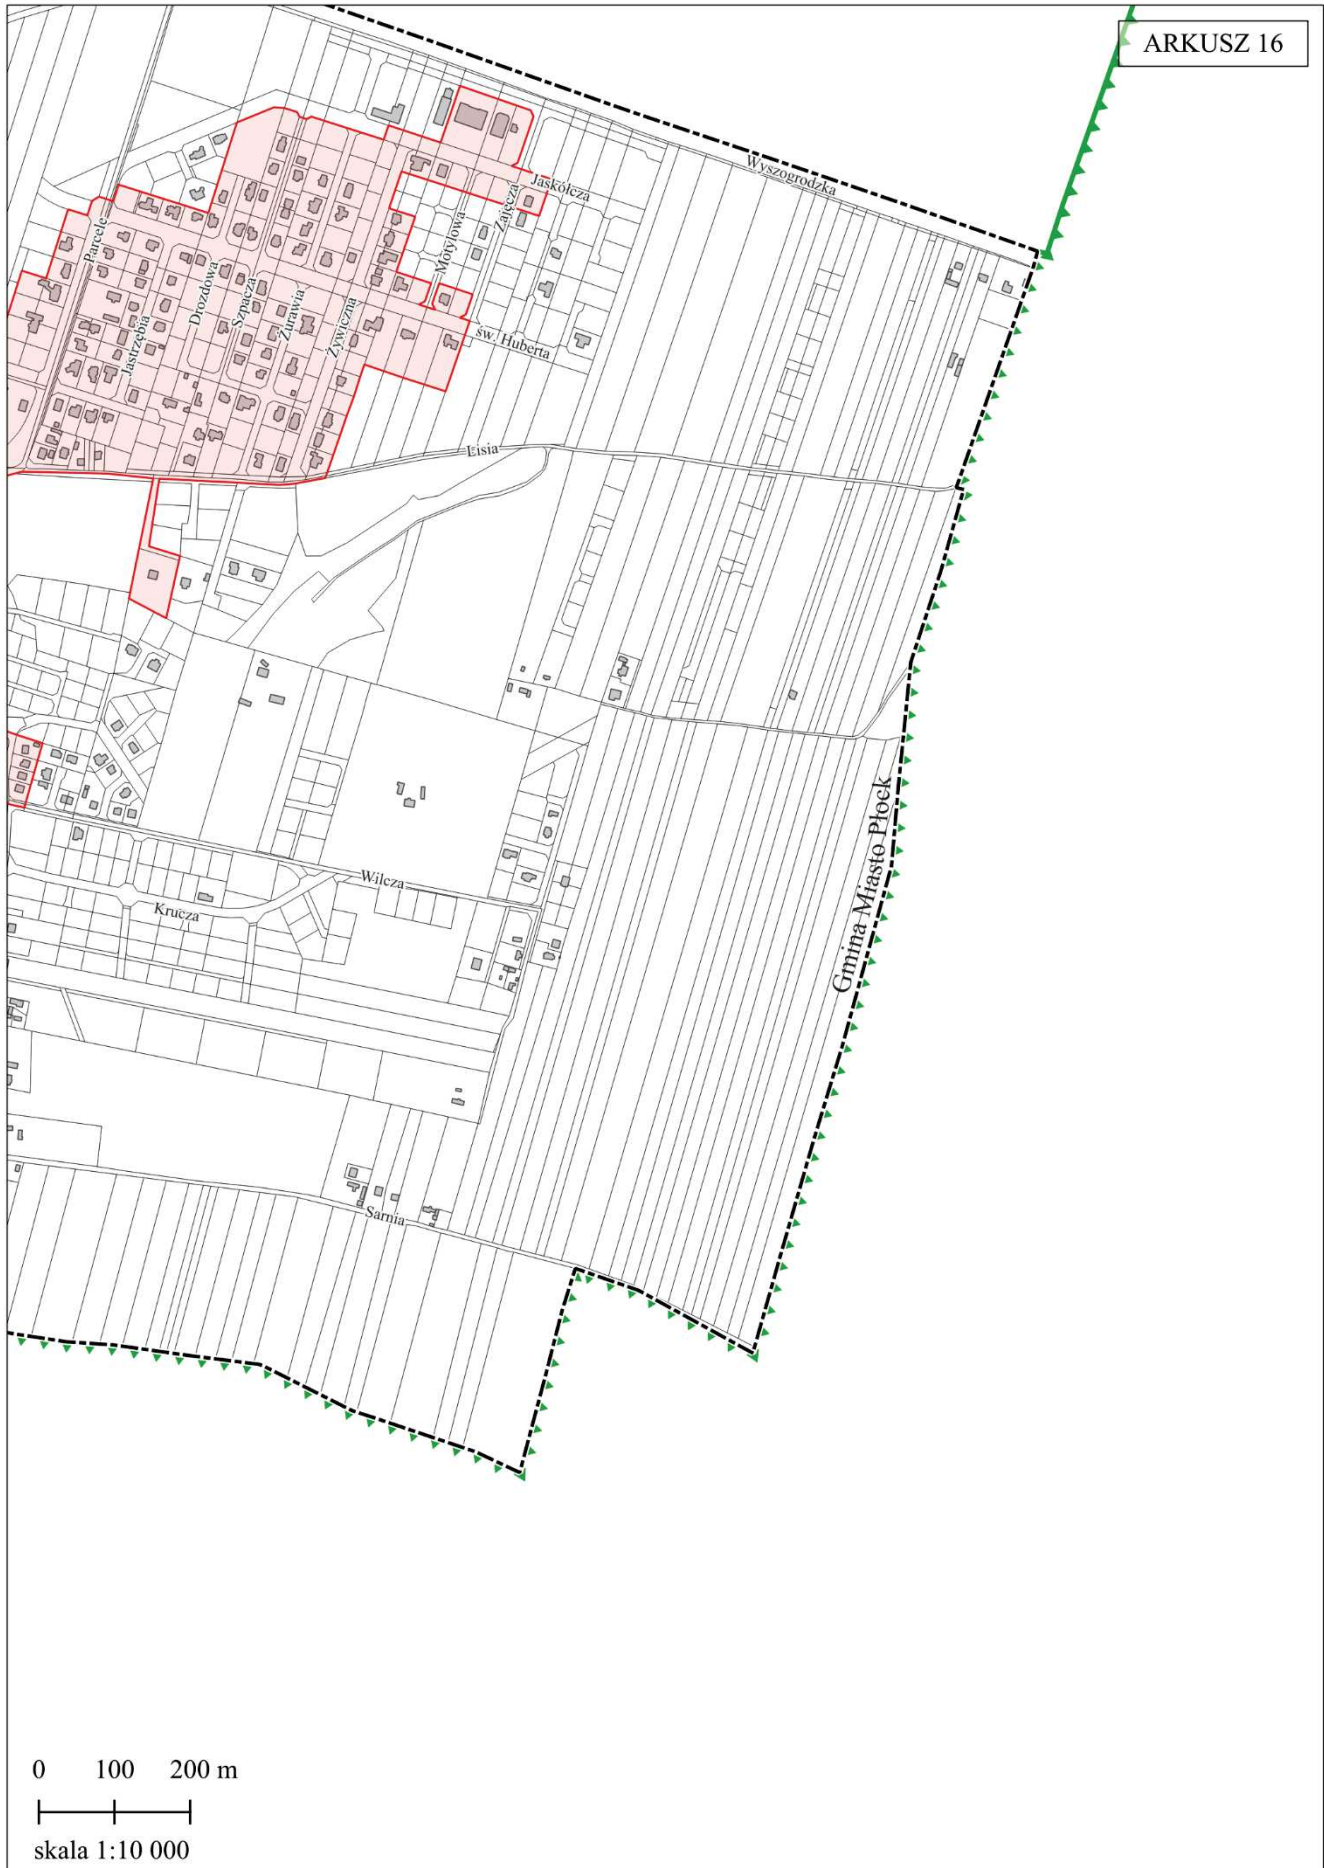 ARKUSZ 16
Wyszogrodzka
Jaskółcza
Zajęcza
Motylowa
Parcele
Drozdowa
Szpacza
Żurawia
Żywiczna
Jastrzębia
św. Huberta
Lisia
Gmina Miasto Płock
Wilcza
Krucza
Sarnia
0 100 200 m
skala 1:10 000